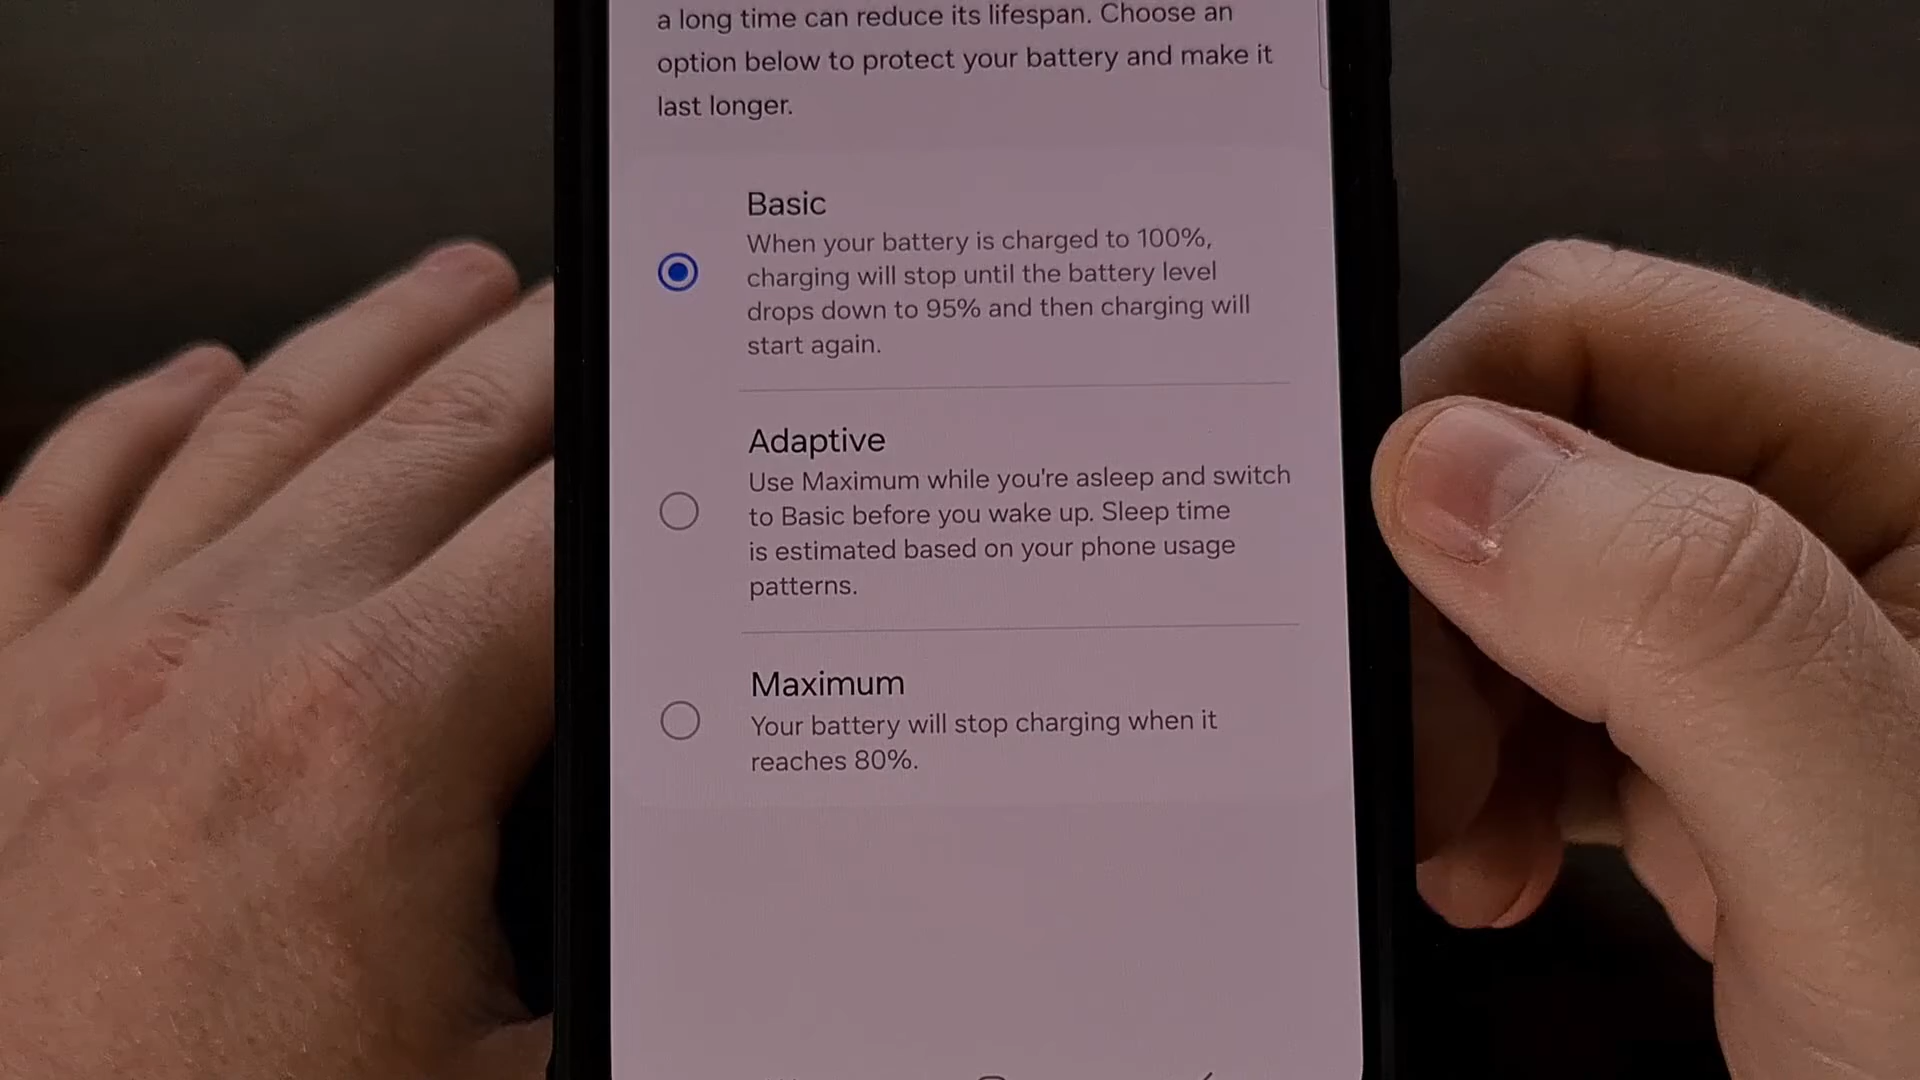 a long time can reduce its lifespan. Choose an
option below to protect your battery and make it
last longer.
Basic
When your battery is charged to 100%,
charging will stop until the battery level
drops down to 95% and then charging will
start again.
Adaptive
Use Maximum while you're asleep and switch
to Basic before you wake up. Sleep time
is estimated based on your phone usage
patterns.
Maximum
Your battery will stop charging when it
reaches 80%.